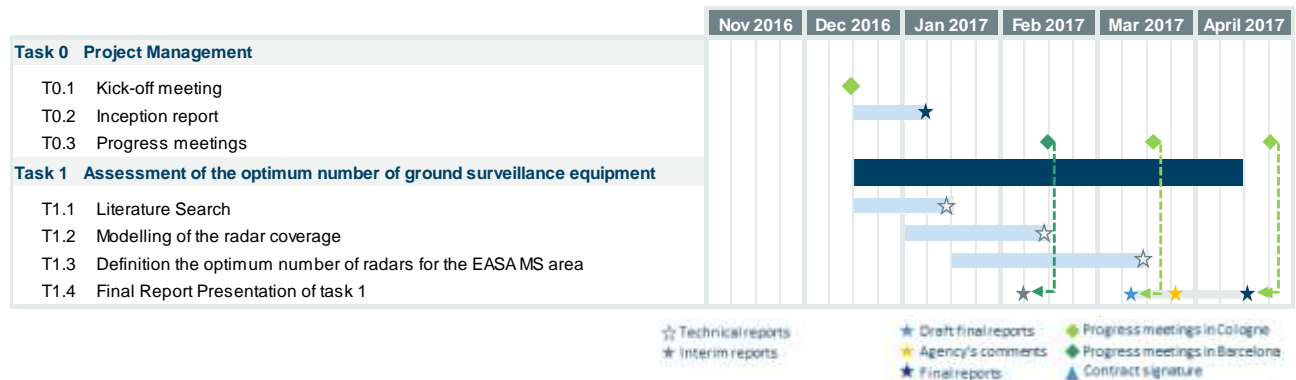 Nov 2016 Dec 2016 Jan 2017 Feb 2017 Mar 2017 April 2017
Task 0 Project Management
T0.1 Kick-off meeting
T0.2 Inception report
T0.3 Progress meetings
Task 1 Assessment of the optimum number of ground surveillance equipment
T1.1 Literature Search
T1.2 Modelling of the radar coverage
T1.3 Definition the optimum number of radars for the EASA MS area
T1.4 Final Report Presentation of task 1
Technical reports Draft final reports Progress meetings in Cologne
Interim reports Agency's comments Progress meetings in Barcelona
Final reports Contract signature